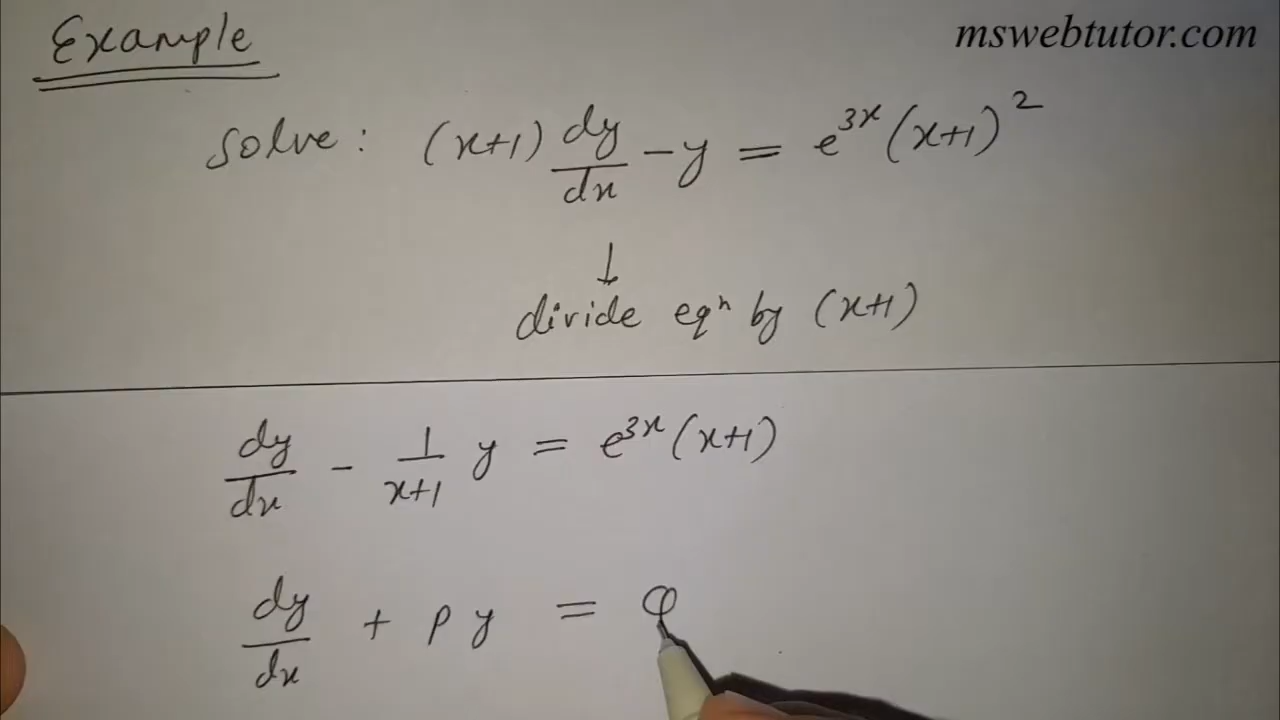 Example
mswebtutor.com
Solve: (x+1) dy/dx - y = e^3x (x+1)^2
↓
divide eqⁿ by (x+1)
dy/dx - 1/x+1 y = e^3x (x+1)
dy/dx + p y = φ